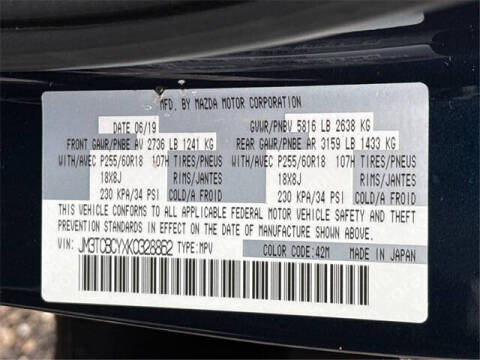 MFD. BY MAZDA MOTOR CORPORATION
DATE 06/19 GVWR/PNBV 5816 LB 2638 KG
FRONT GAWR/PNBE AV 2736 LB 1241 KG REAR GAWR/PNBE AR 3159 LB 1433 KG
WITH/AVEC P255/60R18 107H TIRES/PNEUS WITH/AVEC P255/60R18 107H TIRES/PNEUS
18X8J RIMS/JANTES 18X8J RIMS/JANTES
230 KPA/34 PSI COLD/A FROID 230 KPA/34 PSI COLD/A FROID
THIS VEHICLE CONFORMS TO ALL APPLICABLE FEDERAL MOTOR VEHICLE SAFETY AND THEFT
PREVENTION STANDARDS IN EFFECT ON THE DATE OF MANUFACTURE SHOWN ABOVE.
VIN: JM3TCBCYXK0328862 TYPE:MPV COLOR CODE:42M MADE IN JAPAN